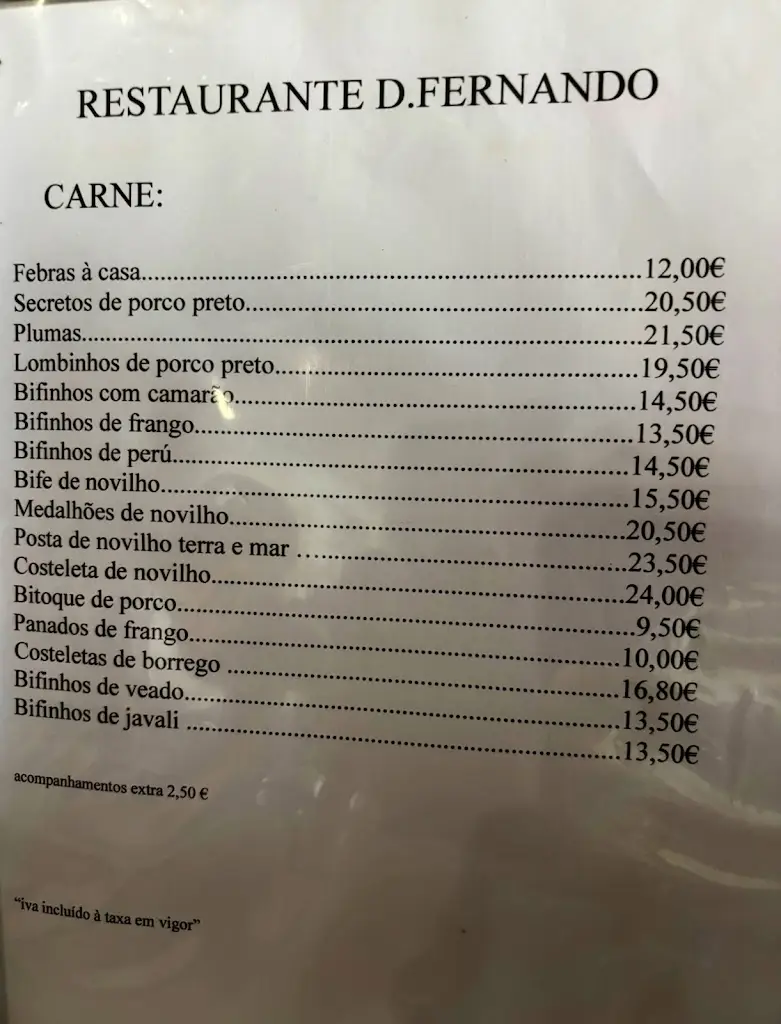 RESTAURANTE D.FERNANDO
CARNE:
Febras à casa.....12,00€
Secretos de porco preto.....20,50€
Plumas.....21,50€
Lombinhos de porco preto.....19,50€
Bifinhos com camarão.....14,50€
Bifinhos de frango.....13,50€
Bifinhos de perú.....14,50€
Bife de novilho.....15,50€
Medalhões de novilho.....20,50€
Posta de novilho terra e mar .....23,50€
Costeleta de novilho.....24,00€
Bitoque de porco.....9,50€
Panados de frango.....10,00€
Costeletas de borrego .....16,80€
Bifinhos de veado.....13,50€
Bifinhos de javali .....13,50€
acompanhamentos extra 2,50 €
“iva incluído à taxa em vigor”